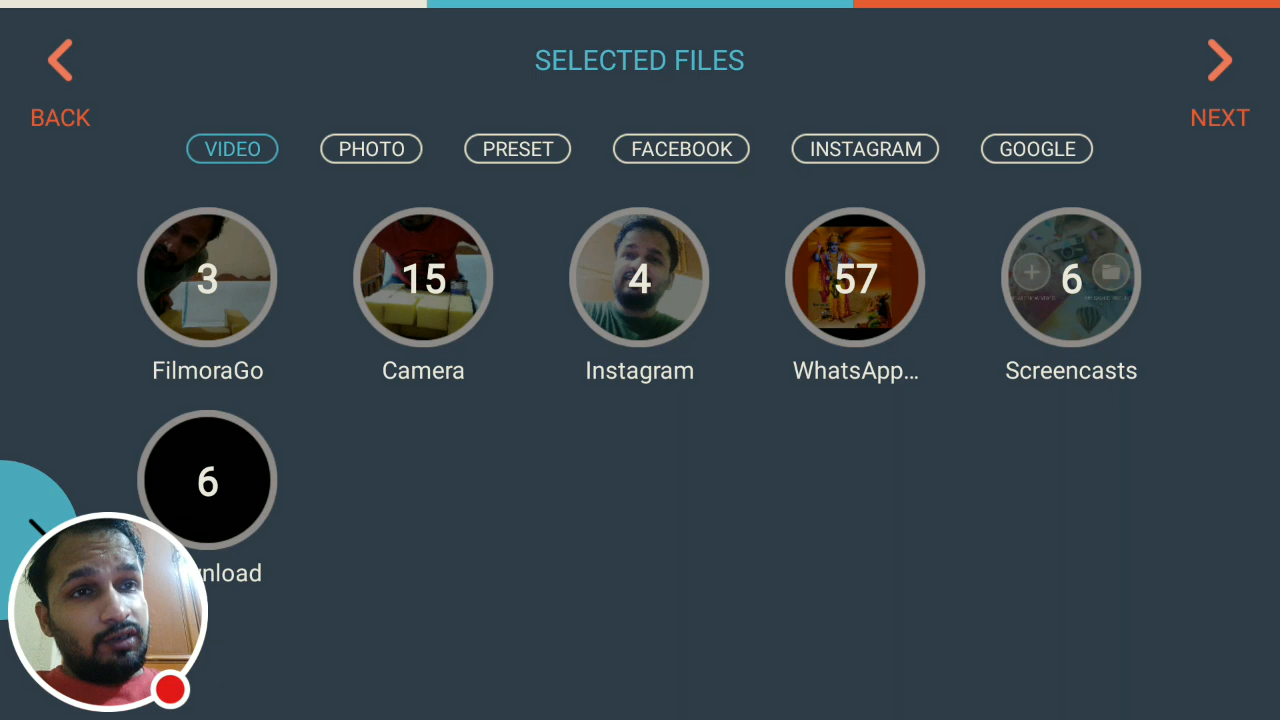 SELECTED FILES
BACK
NEXT
VIDEO PHOTO PRESET FACEBOOK INSTAGRAM GOOGLE
3 15 4 57 6
FilmoraGo Camera Instagram WhatsApp... Screencasts
6
nload